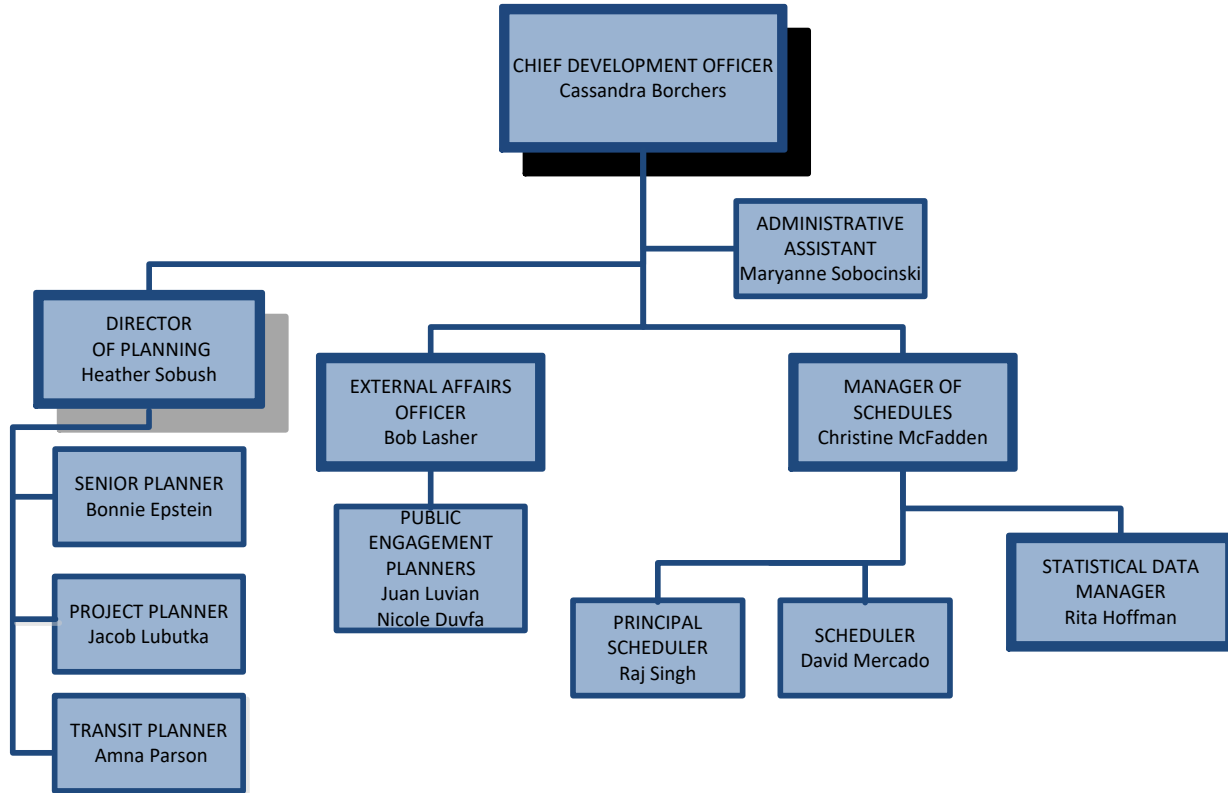 CHIEF DEVELOPMENT OFFICER
Cassandra Borchers
ADMINISTRATIVE
ASSISTANT
Maryanne Sobocinski
DIRECTOR
OF PLANNING
Heather Sobush
EXTERNAL AFFAIRS
OFFICER
Bob Lasher
MANAGER OF
SCHEDULES
Christine McFadden
SENIOR PLANNER
Bonnie Epstein
PUBLIC
ENGAGEMENT
PLANNERS
Juan Luvian
Nicole Duvfa
STATISTICAL DATA
MANAGER
Rita Hoffman
PROJECT PLANNER
Jacob Lubutka
PRINCIPAL
SCHEDULER
Raj Singh
SCHEDULER
David Mercado
TRANSIT PLANNER
Amna Parson